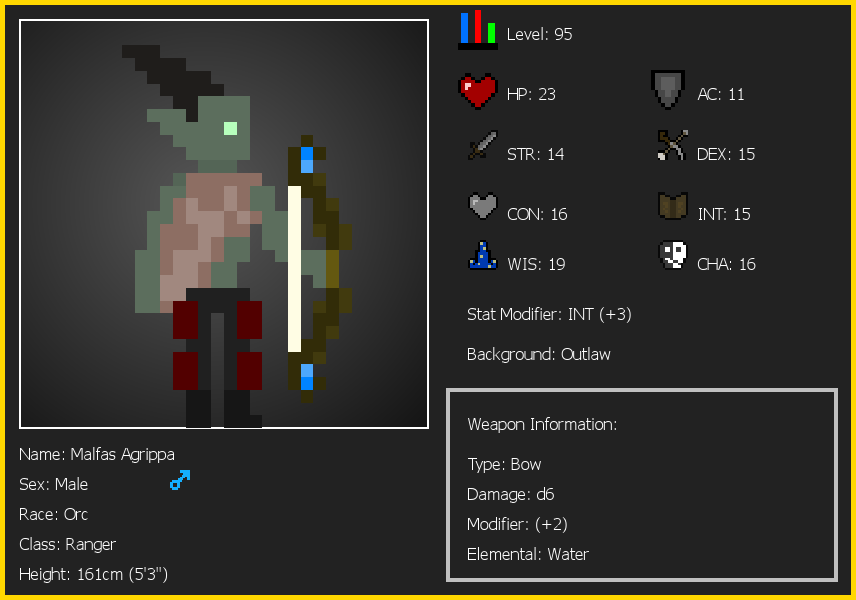 Level: 95
HP: 23
AC: 11
STR: 14
DEX: 15
CON: 16
INT: 15
WIS: 19
CHA: 16
Stat Modifier: INT (+3)
Background: Outlaw
Weapon Information:
Type: Bow
Damage: d6
Modifier: (+2)
Elemental: Water
Name: Malfas Agrippa
Sex: Male
Race: Orc
Class: Ranger
Height: 161cm (5'3")